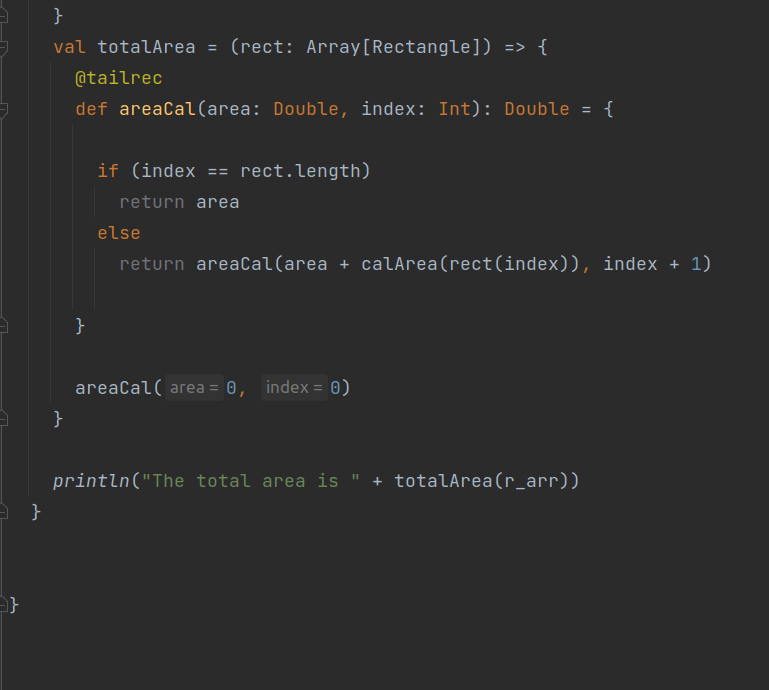 }
val totalArea = (rect: Array[Rectangle]) => {
@tailrec
def areaCal(area: Double, index: Int): Double = {
if (index == rect.length)
return area
else
return areaCal(area + calArea(rect(index)), index + 1)
}
areaCal( area = 0, index = 0)
}
println("The total area is " + totalArea(r_arr))
}
}